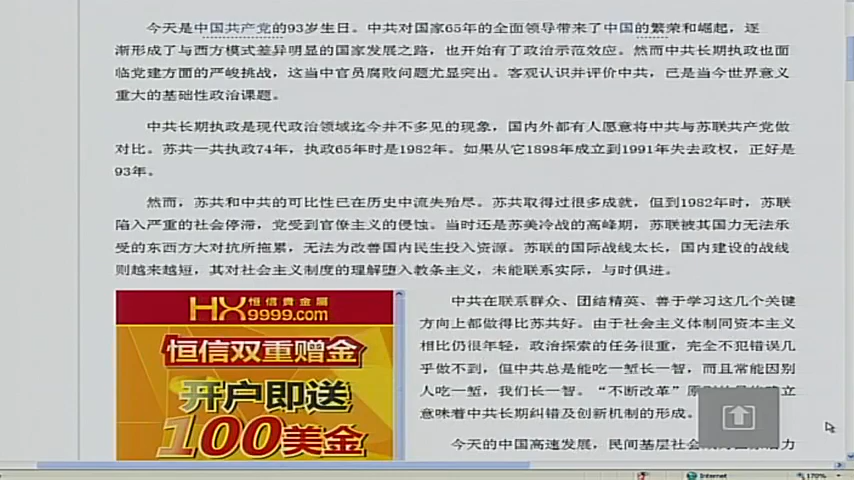 今天是中国共产党的93岁生日。中共对国家65年的全面领导带来了中国的繁荣和崛起，逐
渐形成了与西方模式差异明显的国家发展之路，也开始有了政治示范效应。然而中共长期执政也面
临党建方面的严峻挑战，这当中官员腐败问题尤显突出。客观认识并评价中共，已是当今世界意义
重大的基础性政治课题。
中共长期执政是现代政治领域迄今并不多见的现象，国内外都有人愿意将中共与苏联共产党做
对比。苏共一共执政74年，执政65年时是1982年。如果从它1898年成立到1991年失去政权，正好是
93年。
然而，苏共和中共的可比性已在历史中流失殆尽。苏共取得过很多成就，但到1982年时，苏联
陷入严重的社会停滞，党受到官僚主义的侵蚀。当时还是苏美冷战的高峰期，苏联被其国力无法承
受的东西方大对抗所拖累，无法为改善国内民生投入资源。苏联的国际战线太长，国内建设的战线
则越来越短，其对社会主义制度的理解堕入教条主义，未能联系实际，与时俱进。
中共在联系群众、团结精英、善于学习这几个关键
方向上都做得比苏共好。由于社会主义体制同资本主义
相比仍很年轻，政治探索的任务很重，完全不犯错误几
乎做不到，但中共总是能吃一堑长一智，而且常能因别
人吃一堑，我们长一智。“不断改革”
意味着中共长期纠错及创新机制的形成。
今天的中国高速发展，民间基层社会
力
HX 恒信贵金属
9999.com
恒信双重赠金
开户即送
100美金
Internet
170%